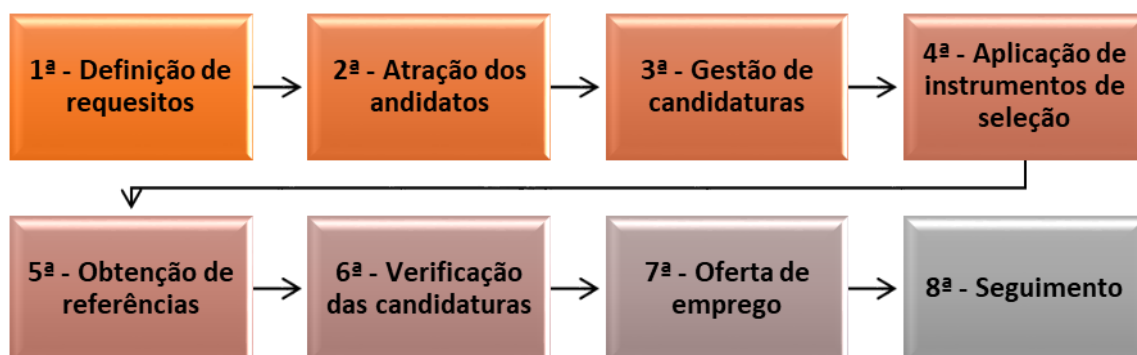 1ª - Definição de
requesitos
2ª - Atração dos
andidatos
3ª - Gestão de
candidaturas
4ª - Aplicação de
instrumentos de
seleção
5ª - Obtenção de
referências
6ª - Verificação
das candidaturas
7ª - Oferta de
emprego
8ª - Seguimento